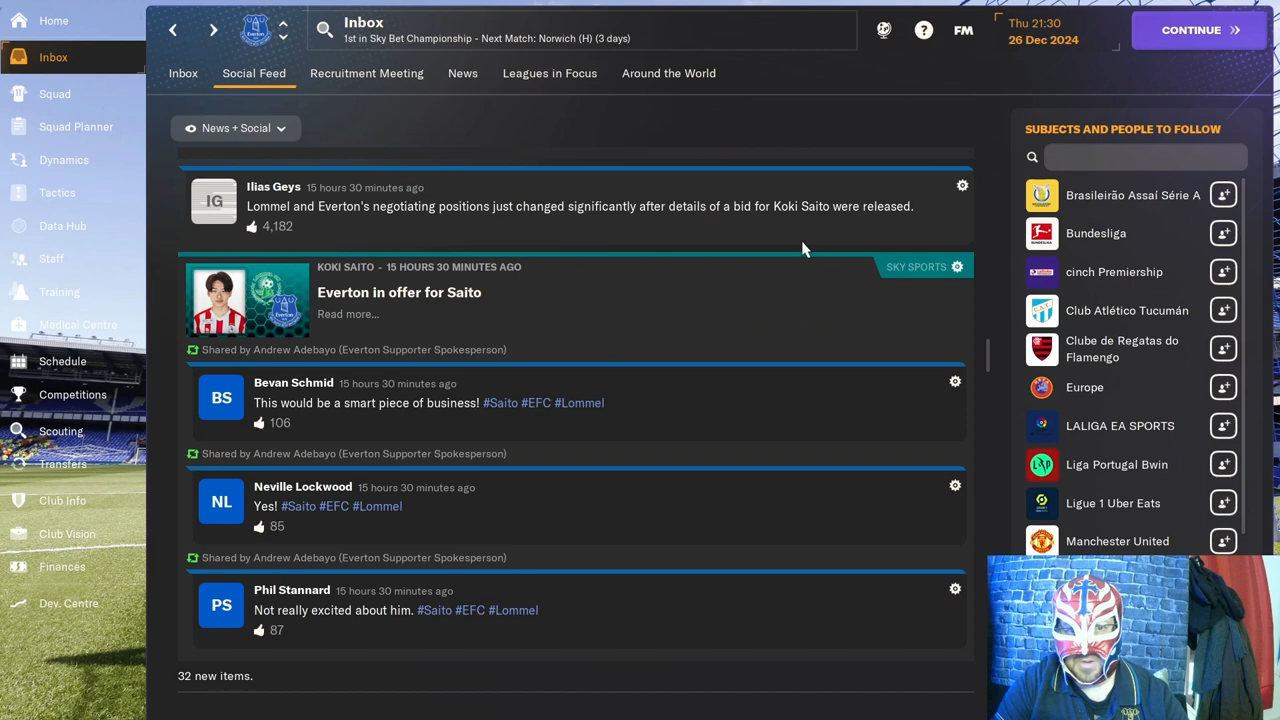 Home
Inbox
Squad
Squad Planner
Dynamics
Tactics
Data Hub
Staff
Training
Medical Centre
Schedule
Competitions
Scouting
Transfers
Club Info
Club Vision
Finances
Dev. Centre
Everton
Inbox
1st in Sky Bet Championship - Next Match: Norwich (H) (3 days)
?
FM
Thu 21:30
26 Dec 2024
CONTINUE
Inbox
Social Feed
Recruitment Meeting
News
Leagues in Focus
Around the World
News + Social
IG
Ilias Geys 15 hours 30 minutes ago
Lommel and Everton's negotiating positions just changed significantly after details of a bid for Koki Saito were released.
4,182
KOKI SAITO - 15 HOURS 30 MINUTES AGO
SKY SPORTS
Everton in offer for Saito
Read more...
Shared by Andrew Adebayo (Everton Supporter Spokesperson)
BS
Bevan Schmid 15 hours 30 minutes ago
This would be a smart piece of business! #Saito #EFC #Lommel
106
Shared by Andrew Adebayo (Everton Supporter Spokesperson)
NL
Neville Lockwood 15 hours 30 minutes ago
Yes! #Saito #EFC #Lommel
85
Shared by Andrew Adebayo (Everton Supporter Spokesperson)
PS
Phil Stannard 15 hours 30 minutes ago
Not really excited about him. #Saito #EFC #Lommel
87
32 new items.
SUBJECTS AND PEOPLE TO FOLLOW
Brasileirão Assaí Série A
Bundesliga
cinch Premiership
Club Atlético Tucumán
Clube de Regatas do
Flamengo
Europe
LALIGA EA SPORTS
Liga Portugal Bwin
Ligue 1 Uber Eats
Manchester United